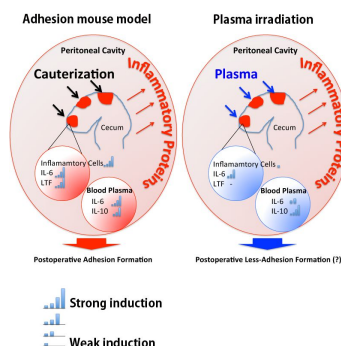 Adhesion mouse model
Plasma irradiation
Peritoneal Cavity
Cauterization
Inflammatory Proteins
Cecum
Inflamamtory Cells
IL-6
LTF
Blood Plasma
IL-6
IL-10
Postoperative Adhesion Formation
Peritoneal Cavity
Plasma
Inflammatory Proteins
Cecum
Inflamamtory Cells
IL-6
LTF -
Blood Plasma
IL-6
IL-10
Postoperative Less-Adhesion Formation (?)
Strong induction
Weak induction